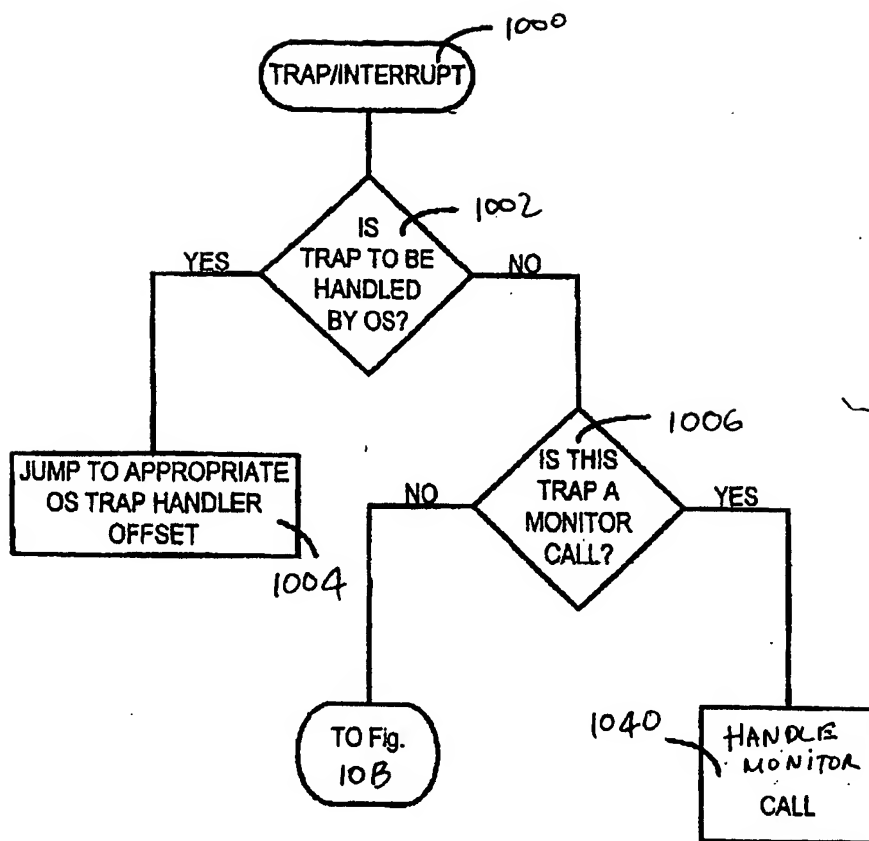 1000
TRAP/INTERRUPT
1002
IS
TRAP TO BE
HANDLED
BY OS?
YES
NO
1006
JUMP TO APPROPRIATE
OS TRAP HANDLER
OFFSET
1004
IS THIS
TRAP A
MONITOR
CALL?
NO
YES
TO Fig.
10B
1040
HANDLE
MONITOR
CALL